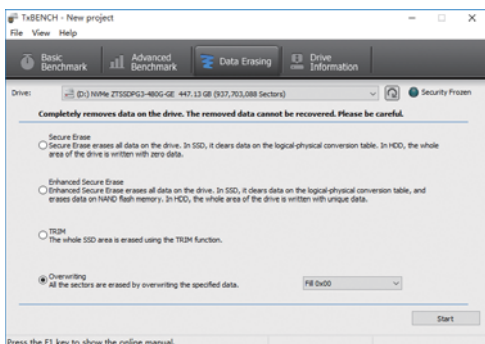 TxBENCH - New project
File View Help
Basic Benchmark
Advanced Benchmark
Data Erasing
Drive Information
Drive: (D:) NVMe ZTSSDPG3-480G-GE 447.13 GB (937,703,088 Sectors) Security Frozen
Completely removes data on the drive. The removed data cannot be recovered. Please be careful.
Secure Erase
Secure Erase erases all data on the drive. In SSD, it clears data on the logical-physical conversion table. In HDD, the whole
area of the drive is written with zero data.
Enhanced Secure Erase
Enhanced Secure Erase erases all data on the drive. In SSD, it clears data on the logical-physical conversion table, and
erases data on NAND flash memory. In HDD, the whole area of the drive is written with unique data.
TRIM
The whole SSD area is erased using the TRIM function.
Overwriting
All the sectors are erased by overwriting the specified data.
Fill 0x00
Start
Press the F1 key to show the online manual.